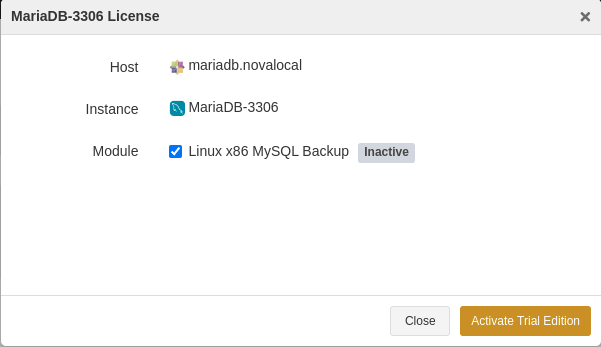 MariaDB-3306 License
Host mariadb.novalocal
Instance MariaDB-3306
Module Linux x86 MySQL Backup Inactive
Close Activate Trial Edition